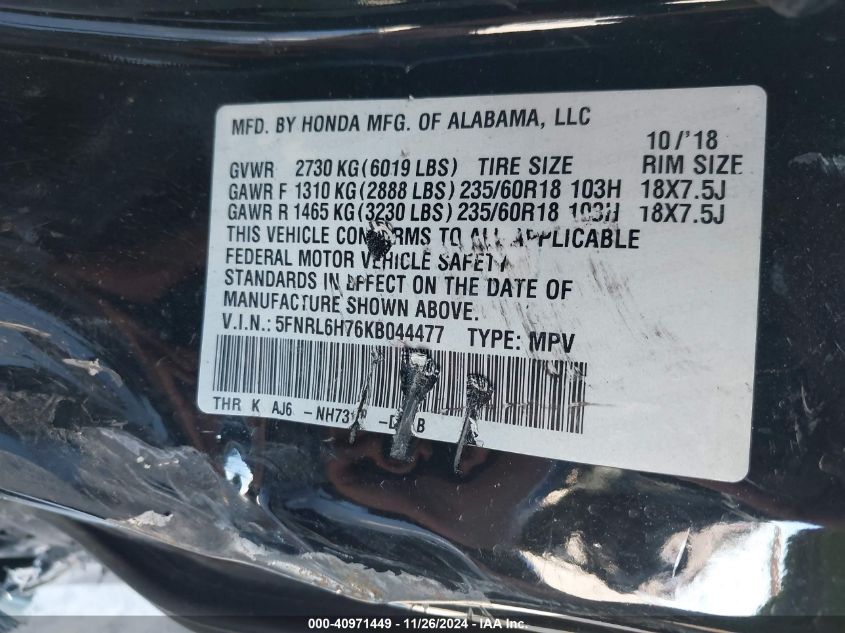 MFD. BY HONDA MFG. OF ALABAMA, LLC
10/'18
GVWR 2730 KG (6019 LBS) TIRE SIZE RIM SIZE
GAWR F 1310 KG (2888 LBS) 235/60R18 103H 18X7.5J
GAWR R 1465 KG (3230 LBS) 235/60R18 103H 18X7.5J
THIS VEHICLE CONFORMS TO ALL APPLICABLE
FEDERAL MOTOR VEHICLE SAFETY
STANDARDS IN EFFECT ON THE DATE OF
MANUFACTURE SHOWN ABOVE.
V.I.N.: 5FNRL6H76KB044477 TYPE: MPV
THR K AJ6
000-40971449 - 11/26/2024 - IAA Inc.